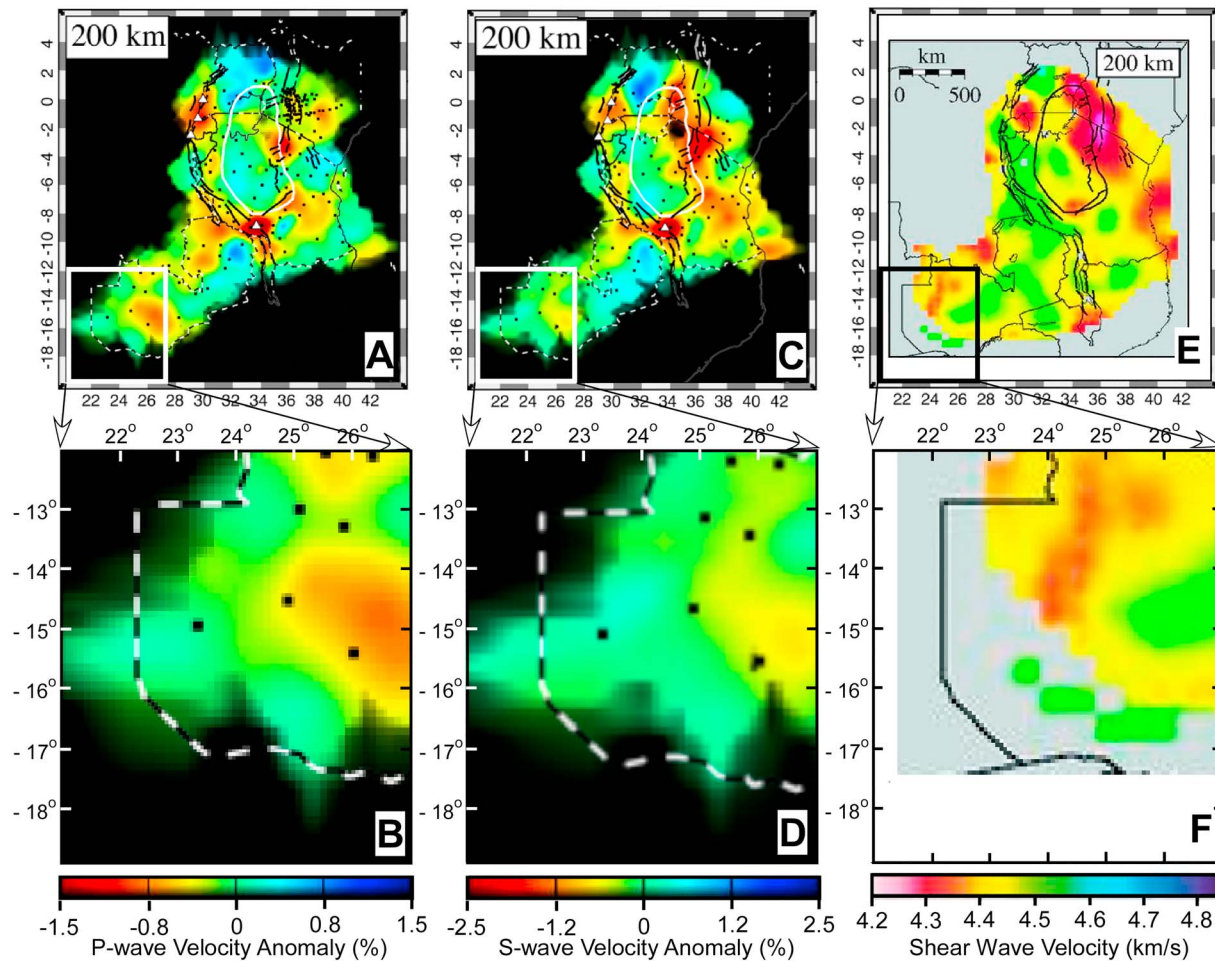 200 km
4
2
0
-2
-4
-6
-8
-10
-12
-14
-16
-18
A
22 24 26 28 30 32 34 36 38 40 42
200 km
4
2
0
-2
-4
-6
-8
-10
-12
-14
-16
-18
C
22 24 26 28 30 32 34 36 38 40 42
km
0 500
200 km
4
2
0
-2
-4
-6
-8
-10
-12
-14
-16
-18
E
22 24 26 28 30 32 34 36 38 40 42
22° 23° 24° 25° 26°
-13°
-14°
-15°
-16°
-17°
-18°
B
22° 23° 24° 25° 26°
-13°
-14°
-15°
-16°
-17°
-18°
D
22° 23° 24° 25° 26°
-13°
-14°
-15°
-16°
-17°
-18°
F
-1.5 -0.8 0 0.8 1.5
P-wave Velocity Anomaly (%)
-2.5 -1.2 0 1.2 2.5
S-wave Velocity Anomaly (%)
4.2 4.3 4.4 4.5 4.6 4.7 4.8
Shear Wave Velocity (km/s)